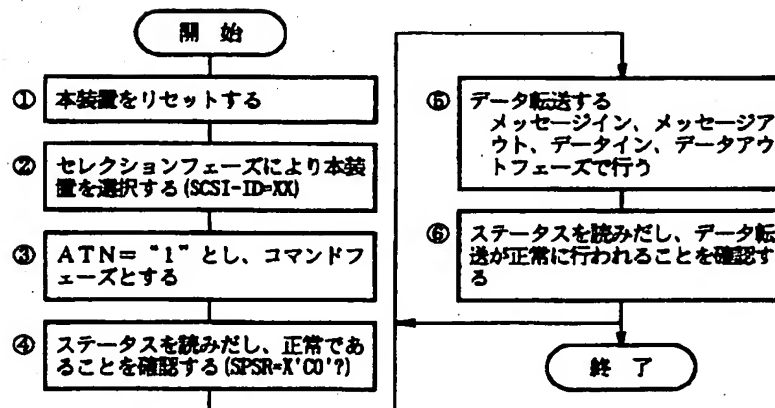 開 始
① 本装置をリセットする
② セレクションフェーズにより本装
置を選択する(SCSI-ID=XX)
③ ATN=“1”とし、コマンドフ
ェーズとする
④ ステータスを読みだし、正常であ
ることを確認する(SPSR=X'C0'?)
⑤ データ転送する
メッセージイン、メッセージア
ウト、データイン、データアウ
トフェーズで行う
⑥ ステータスを読みだし、データ転
送が正常に行われることを確認す
る
終 了